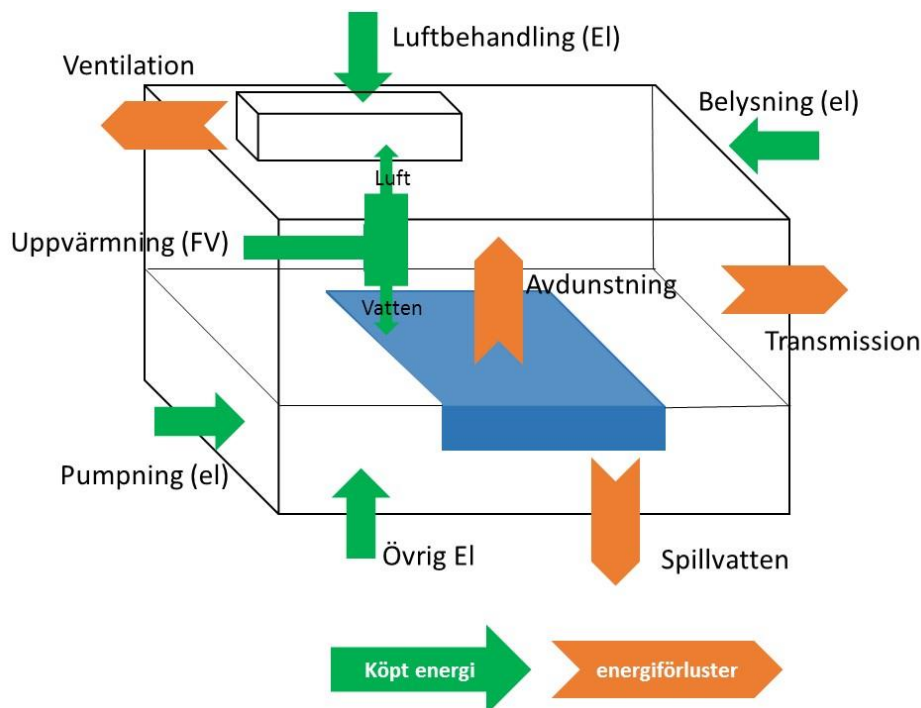 Luftbehandling (El)
Ventilation
Belysning (el)
Luft
Uppvärmning (FV)
Avdunstning
Vatten
Transmission
Pumpning (el)
Övrig El
Spillvatten
Köpt energi
energiförluster